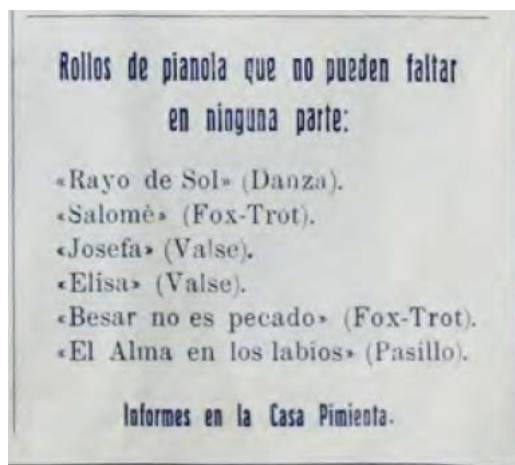 Rollos de pianola que no pueden faltar
en ninguna parte:
«Rayo de Sol» (Danza).
«Salomè» (Fox-Trot).
«Josefa» (Valse).
«Elisa» (Valse).
«Besar no es pecado» (Fox-Trot).
«El Alma en los labios» (Pasillo).
Informes en la Casa Pimienta.